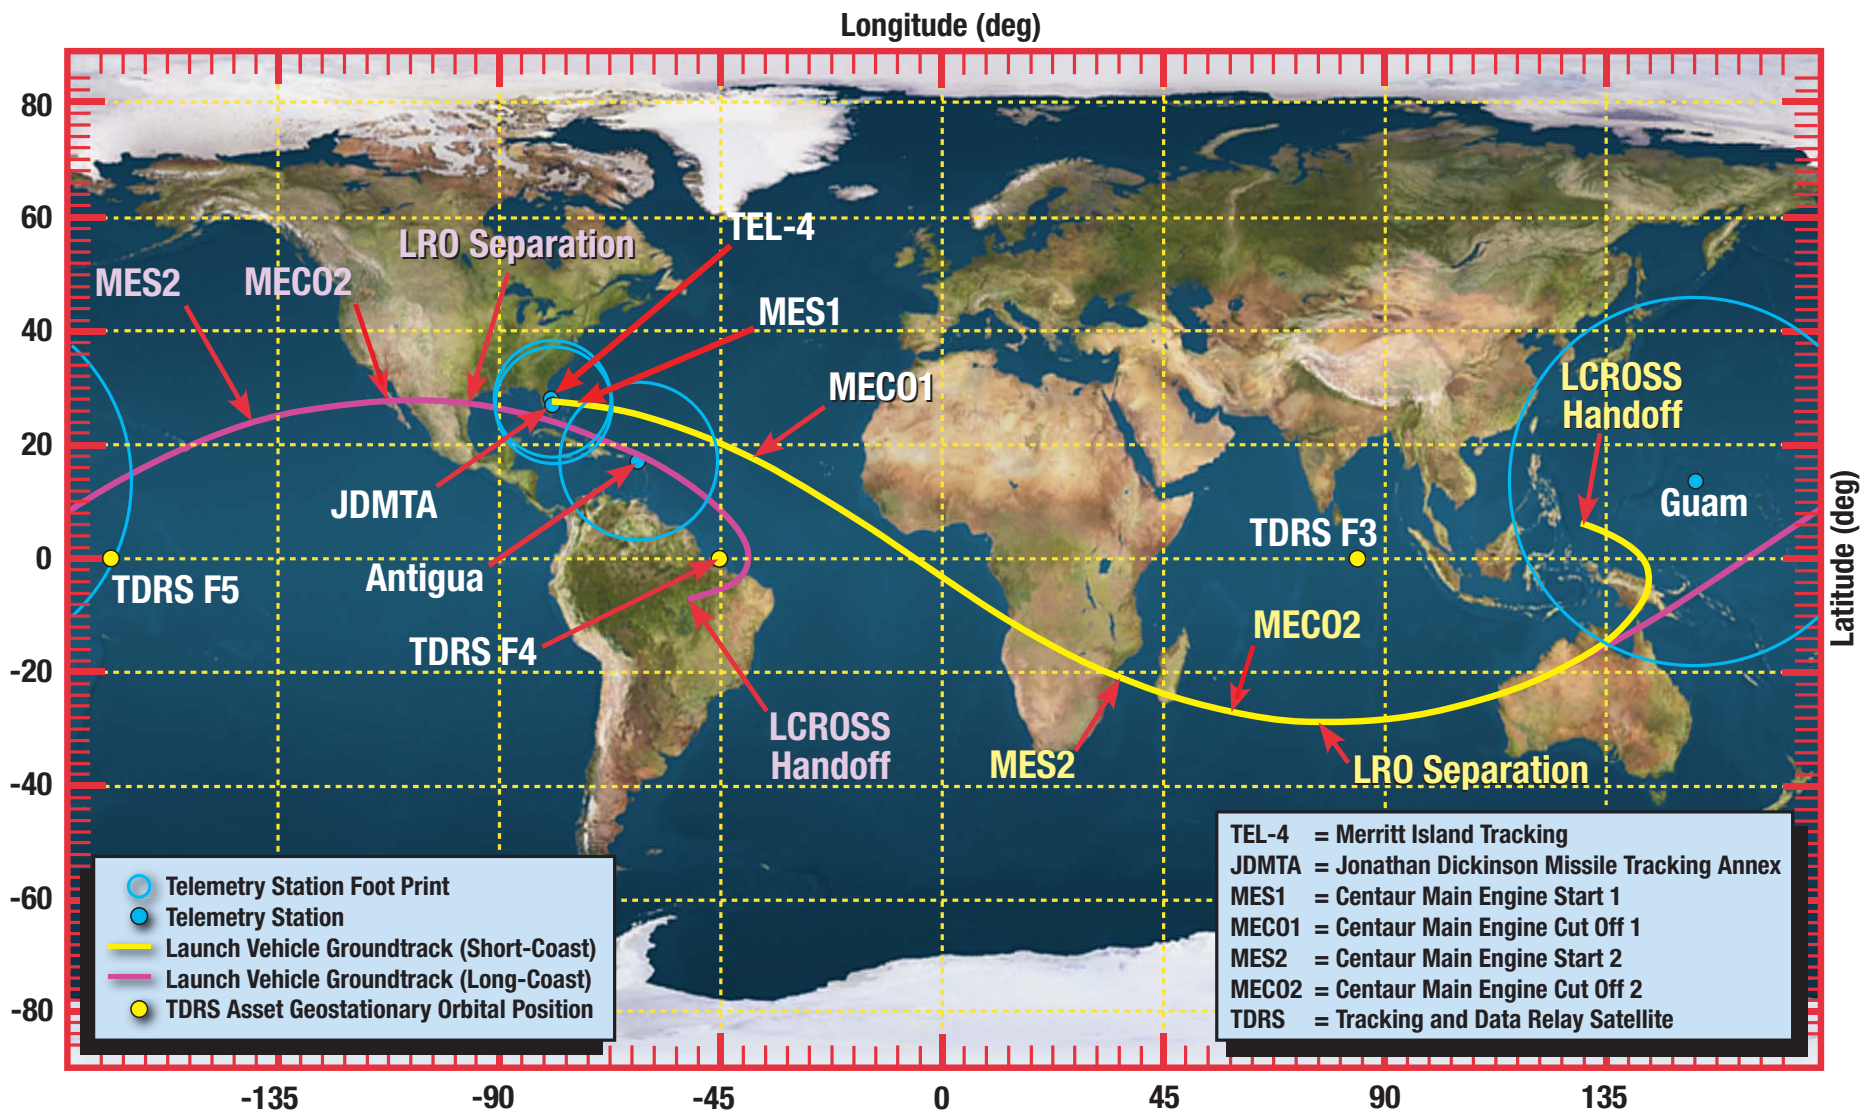 Longitude (deg)
80
60
40
20
0
-20
-40
-60
-80
TEL-4
LRO Separation
MES2
MECO2
MES1
MECO1
LCROSS
Handoff
JDMTA
Guam
TDRS F3
Antigua
TDRS F5
TDRS F4
MECO2
LCROSS
Handoff
MES2
LRO Separation
Latitude (deg)
Telemetry Station Foot Print
Telemetry Station
Launch Vehicle Groundtrack (Short-Coast)
Launch Vehicle Groundtrack (Long-Coast)
TDRS Asset Geostationary Orbital Position
TEL-4 = Merritt Island Tracking
JDMTA = Jonathan Dickinson Missile Tracking Annex
MES1 = Centaur Main Engine Start 1
MECO1 = Centaur Main Engine Cut Off 1
MES2 = Centaur Main Engine Start 2
MECO2 = Centaur Main Engine Cut Off 2
TDRS = Tracking and Data Relay Satellite
-135 -90 -45 0 45 90 135